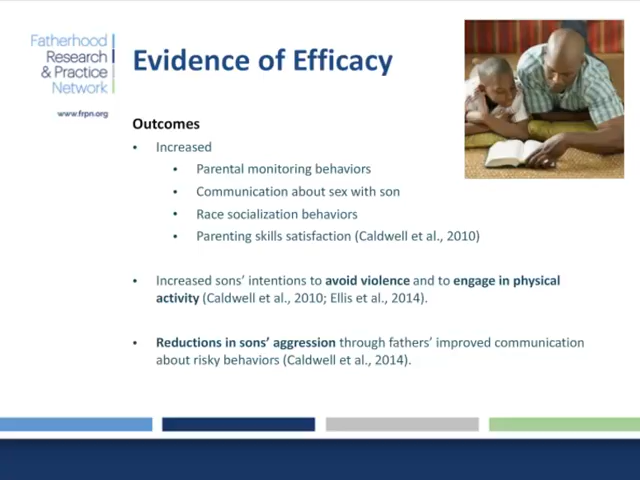 Fatherhood
Research
& Practice
Network
www.frpn.org
Evidence of Efficacy
Outcomes
• Increased
• Parental monitoring behaviors
• Communication about sex with son
• Race socialization behaviors
• Parenting skills satisfaction (Caldwell et al., 2010)
• Increased sons’ intentions to avoid violence and to engage in physical
activity (Caldwell et al., 2010; Ellis et al., 2014).
• Reductions in sons’ aggression through fathers’ improved communication
about risky behaviors (Caldwell et al., 2014).